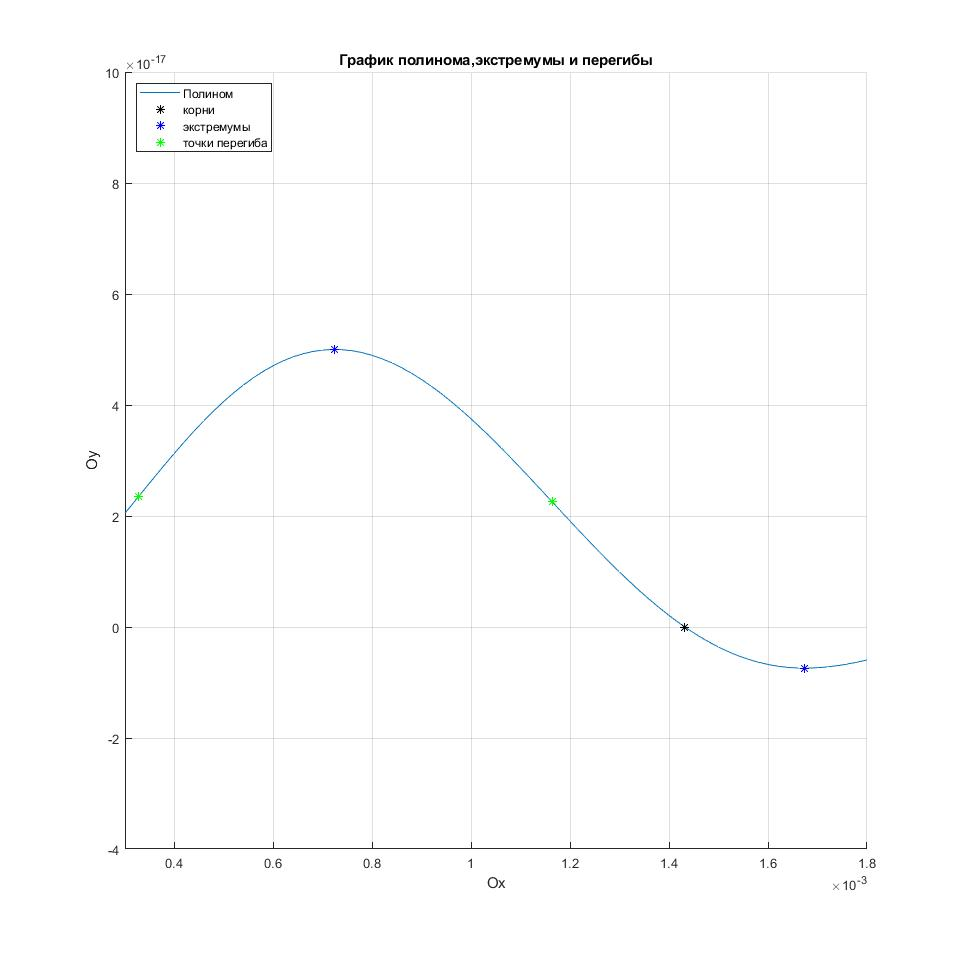 График полинома,экстремумы и перегибы
×10^-17
Полином
корни
экстремумы
точки перегиба
10
8
6
4
2
0
-2
-4
Oy
0.4 0.6 0.8 1 1.2 1.4 1.6 1.8
Ox
×10^-3